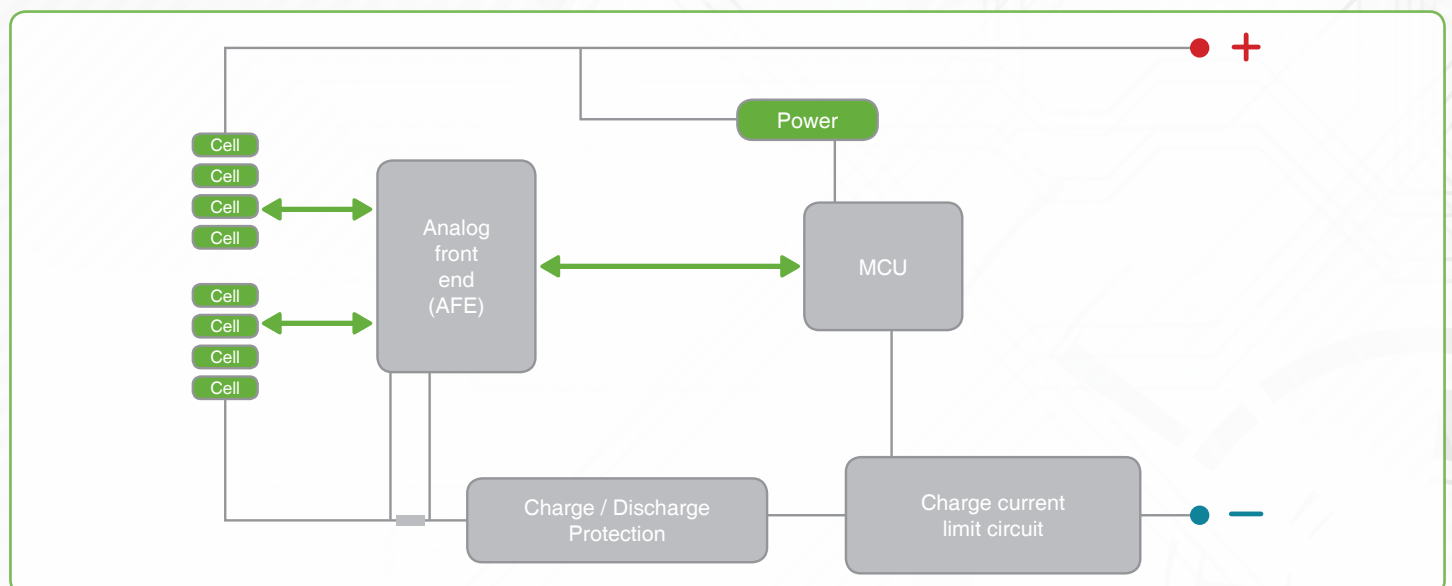 +
Power
Cell
Cell
Cell
Cell
Analog
front
end
(AFE)
MCU
Cell
Cell
Cell
Cell
Charge / Discharge
Protection
Charge current
limit circuit
—